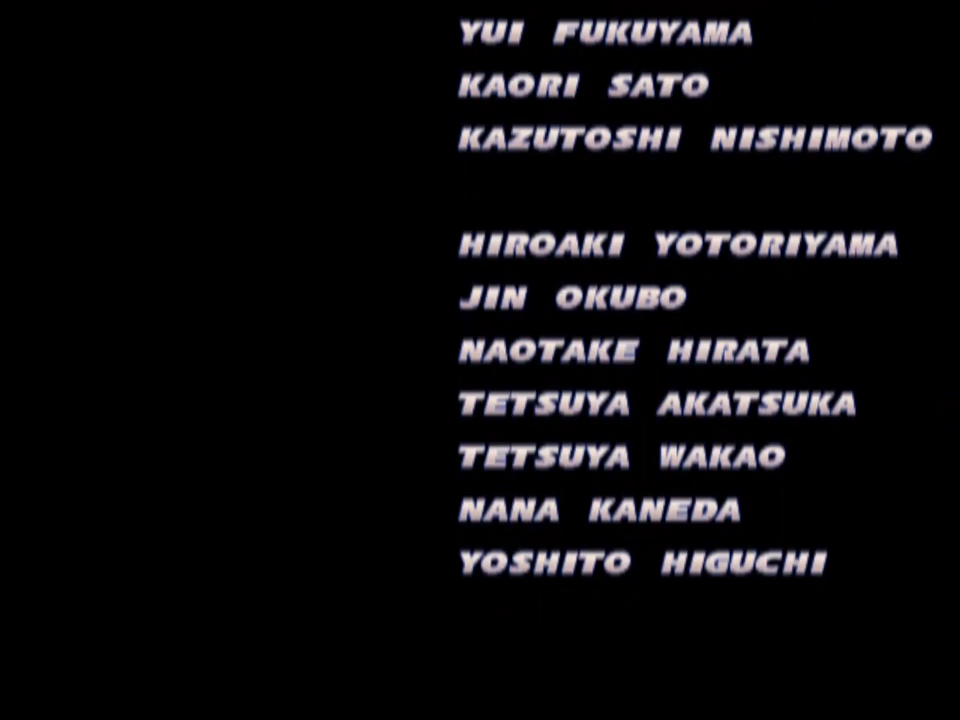 YUI FUKUYAMA
KAORI SATO
KAZUTOSHI NISHIMOTO
HIROAKI YOTORIYAMA
JIN OKUBO
NAOTAKE HIRATA
TETSUYA AKATSUKA
TETSUYA WAKAO
NANA KANEDA
YOSHITO HIGUCHI